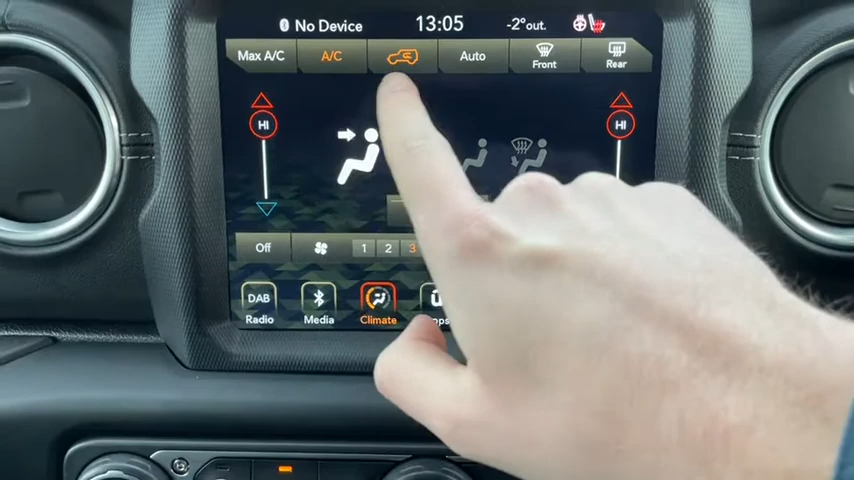 No Device 13:05 -2°out.
Max A/C A/C Auto Front Rear
HI HI
Off 1 2 3
DAB
Radio Media Climate